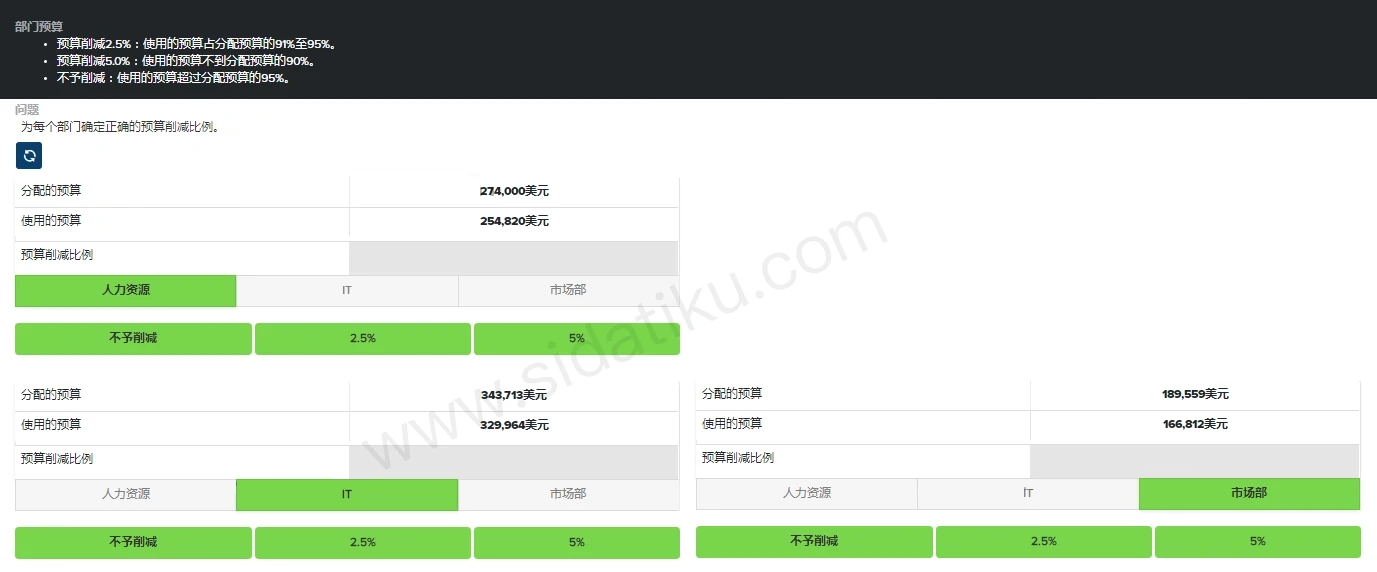 部门预算
• 预算削减2.5%：使用的预算占分配预算的91%至95%。
• 预算削减5.0%：使用的预算不到分配预算的90%。
• 不予削减：使用的预算超过分配预算的95%。
问题
为每个部门确定正确的预算削减比例。
分配的预算 274,000美元
使用的预算 254,820美元
预算削减比例
人力资源 IT 市场部
不予削减 2.5% 5%
分配的预算 343,713美元
使用的预算 329,964美元
预算削减比例
人力资源 IT 市场部
不予削减 2.5% 5%
分配的预算 189,559美元
使用的预算 166,812美元
预算削减比例
人力资源 IT 市场部
不予削减 2.5% 5%
www.sidatiku.com